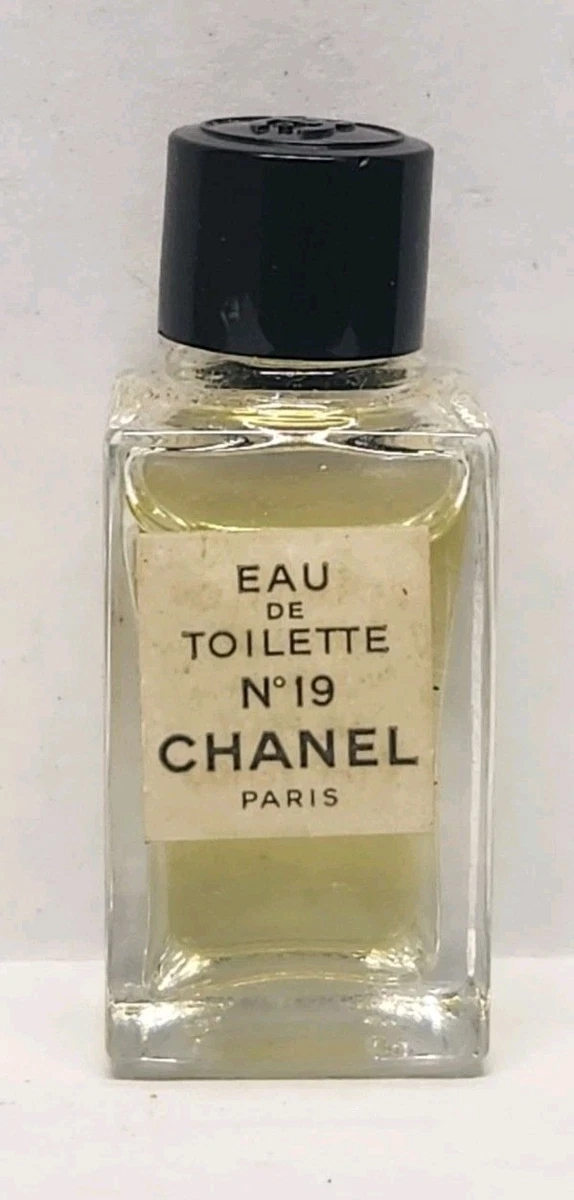 EAU
DE
TOILETTE
N°19
CHANEL
PARIS